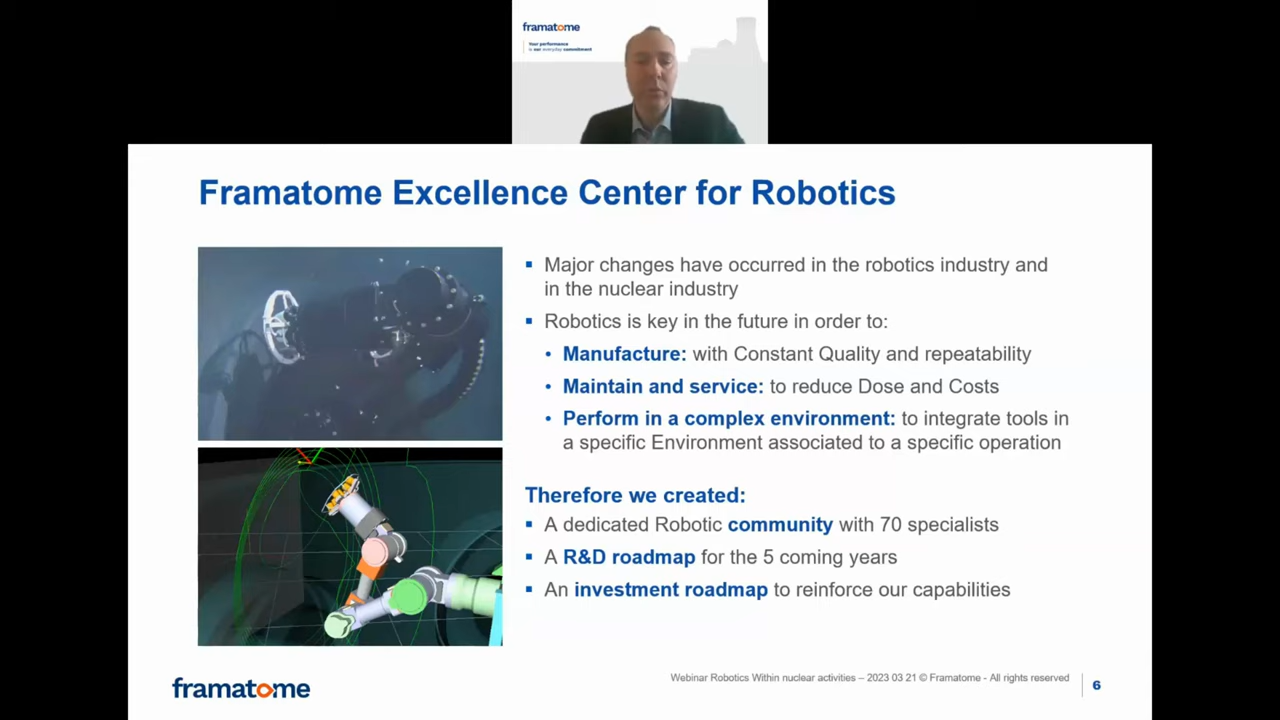 framatome
Your performance
is our everyday commitment
Framatome Excellence Center for Robotics
▪ Major changes have occurred in the robotics industry and
in the nuclear industry
▪ Robotics is key in the future in order to:
• Manufacture: with Constant Quality and repeatability
• Maintain and service: to reduce Dose and Costs
• Perform in a complex environment: to integrate tools in
a specific Environment associated to a specific operation
Therefore we created:
▪ A dedicated Robotic community with 70 specialists
▪ A R&D roadmap for the 5 coming years
▪ An investment roadmap to reinforce our capabilities
framatome
Webinar Robotics Within nuclear activities – 2023 03 21 © Framatome - All rights reserved
6